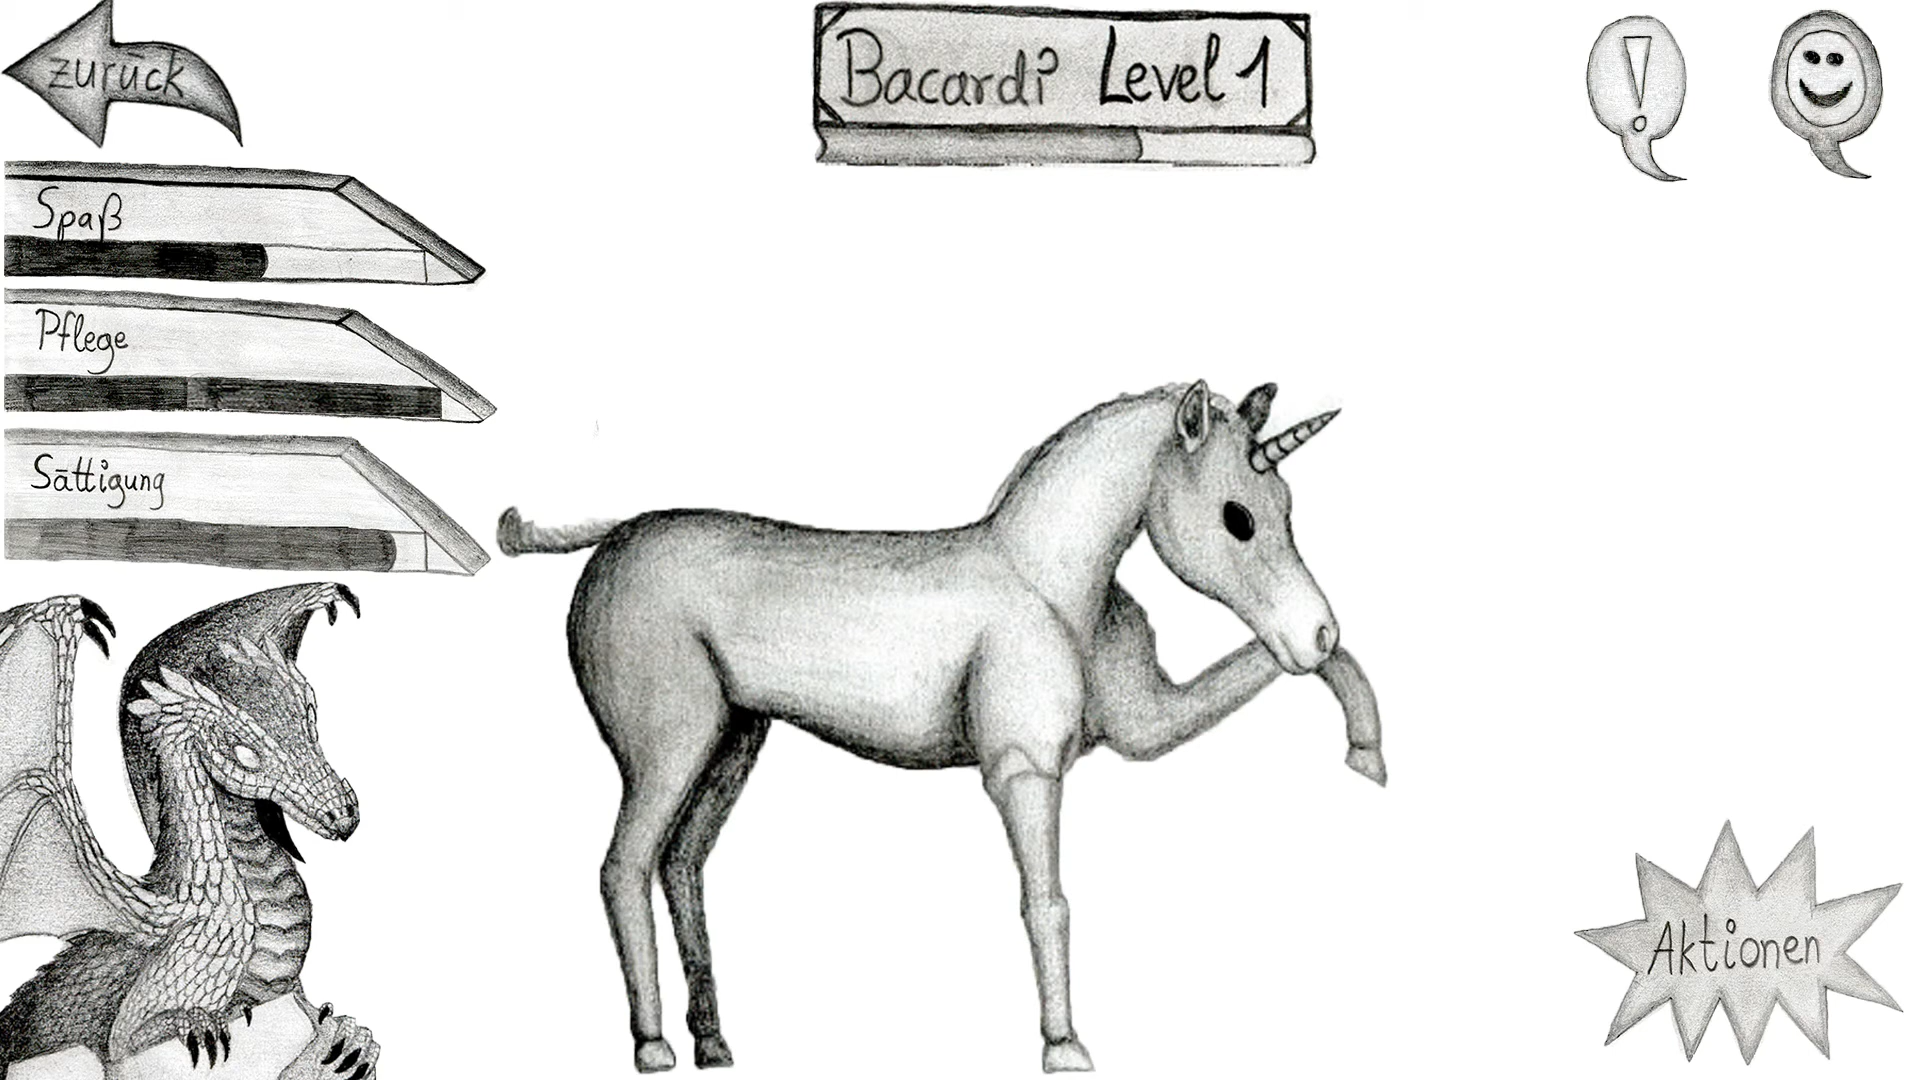 zurück
Bacardi Level 1
!
Spaß
Pflege
Sättigung
Aktionen